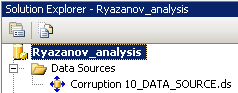 Solution Explorer - Ryazanov_analysis
Ryazanov_analysis
Data Sources
Corruption 10_DATA_SOURCE.ds